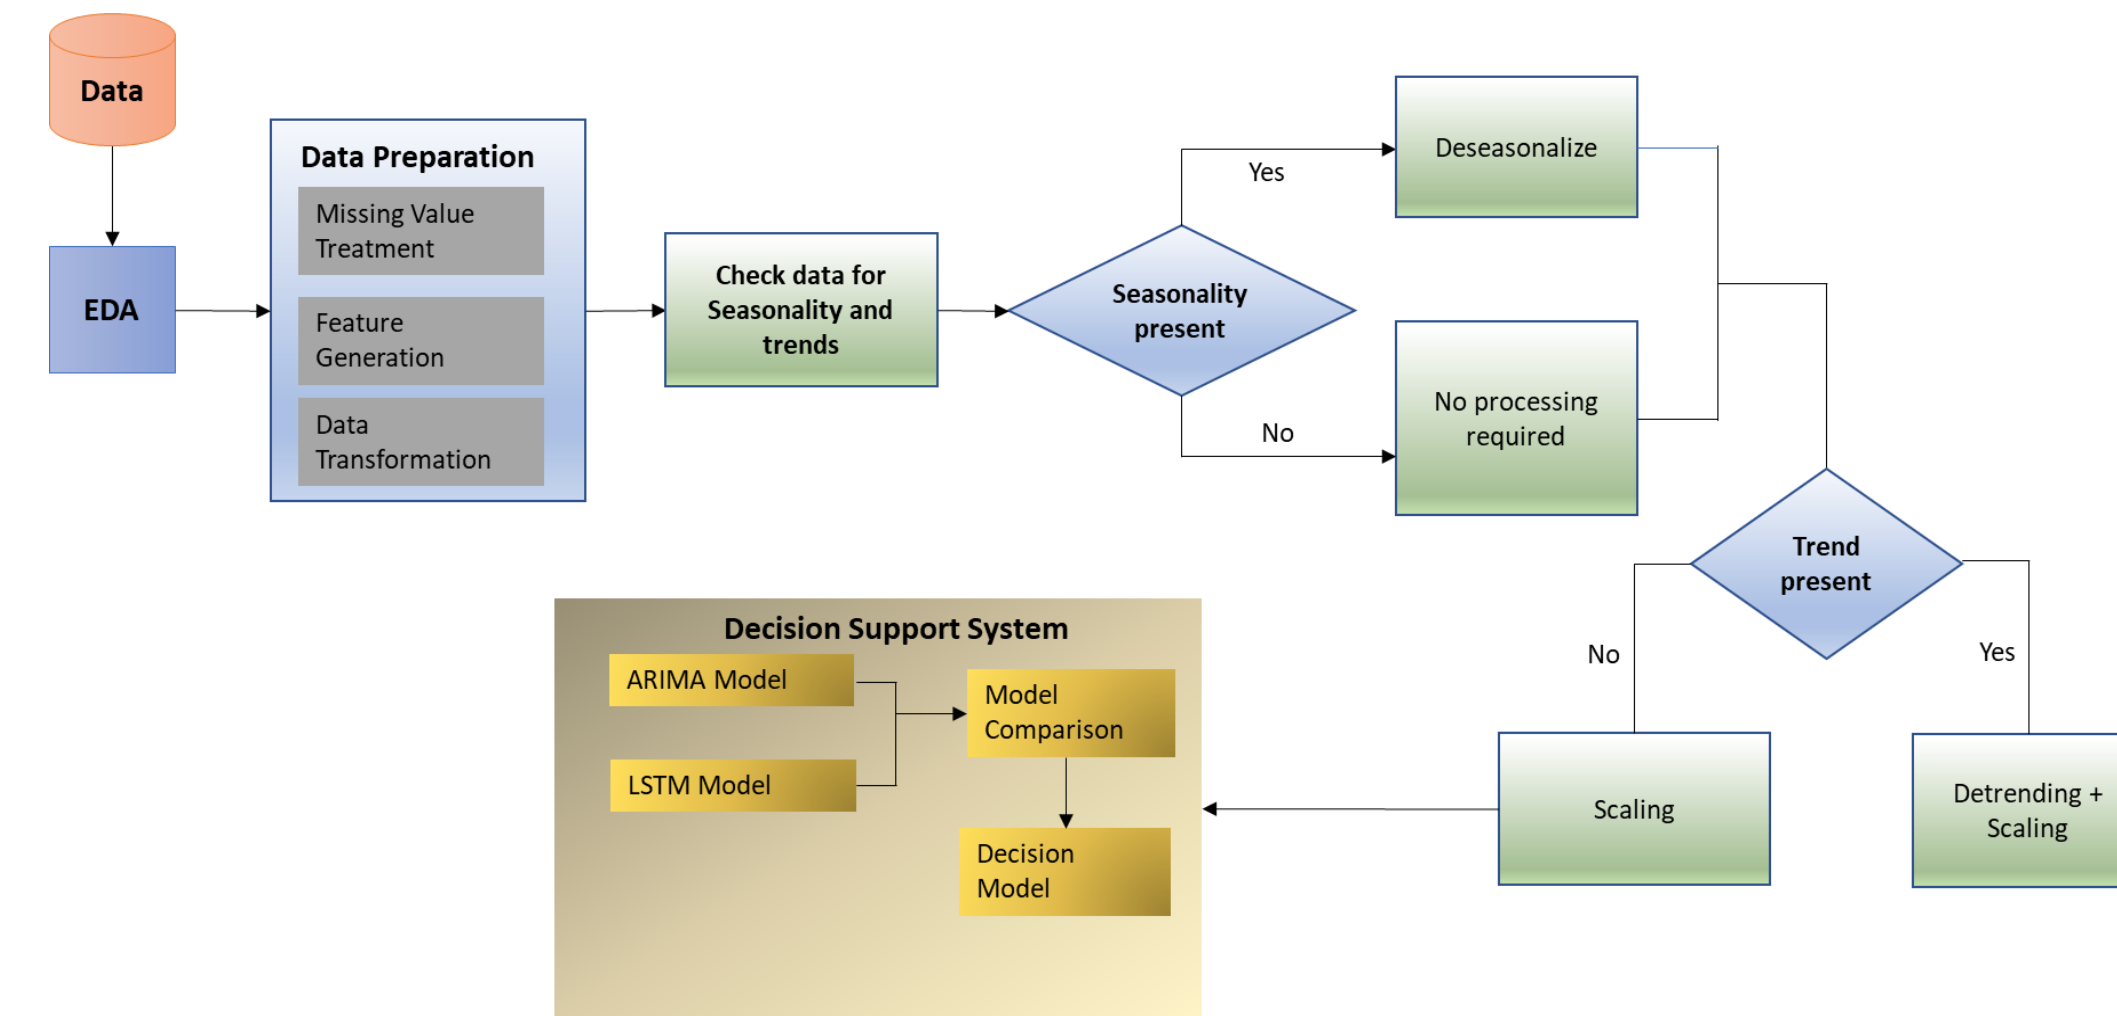 Data
EDA
Data Preparation
Missing Value
Treatment
Feature
Generation
Data
Transformation
Check data for
Seasonality and
trends
Seasonality
present
Yes
No
Deseasonalize
No processing
required
Trend
present
No
Yes
Scaling
Detrending +
Scaling
Decision Support System
ARIMA Model
LSTM Model
Model
Comparison
Decision
Model